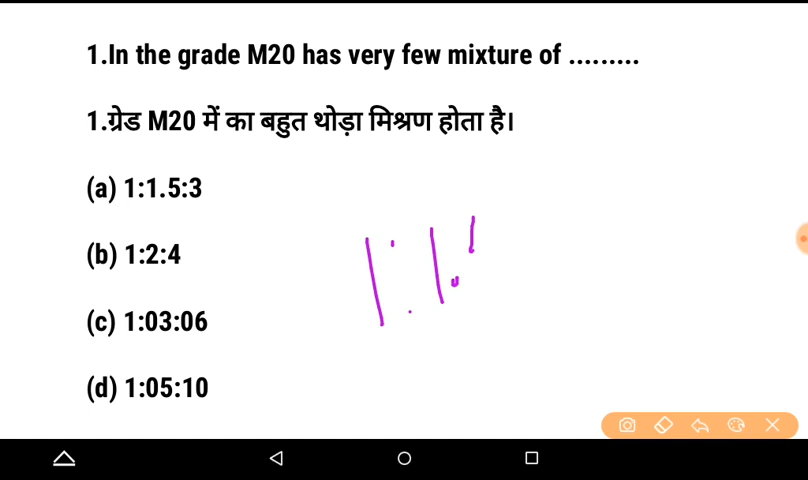 1.In the grade M20 has very few mixture of .........
1.ग्रेड M20 में का बहुत थोड़ा मिश्रण होता है।
(a) 1:1.5:3
(b) 1:2:4
(c) 1:03:06
(d) 1:05:10